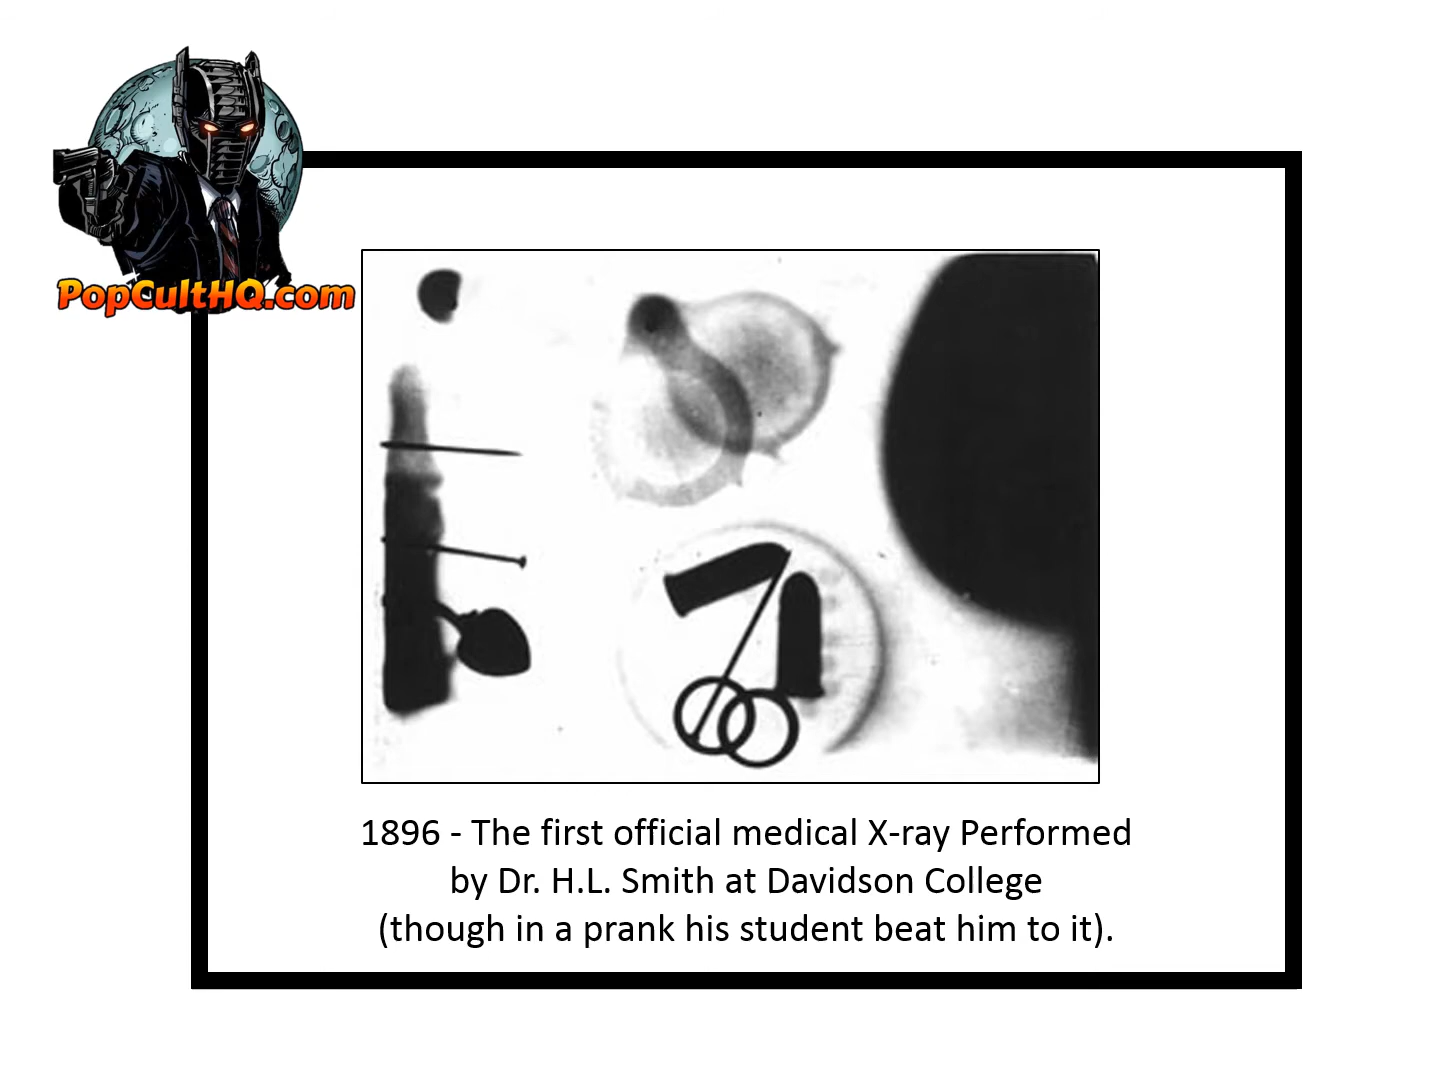 PopCultHQ.com
1896 - The first official medical X-ray Performed
by Dr. H.L. Smith at Davidson College
(though in a prank his student beat him to it).